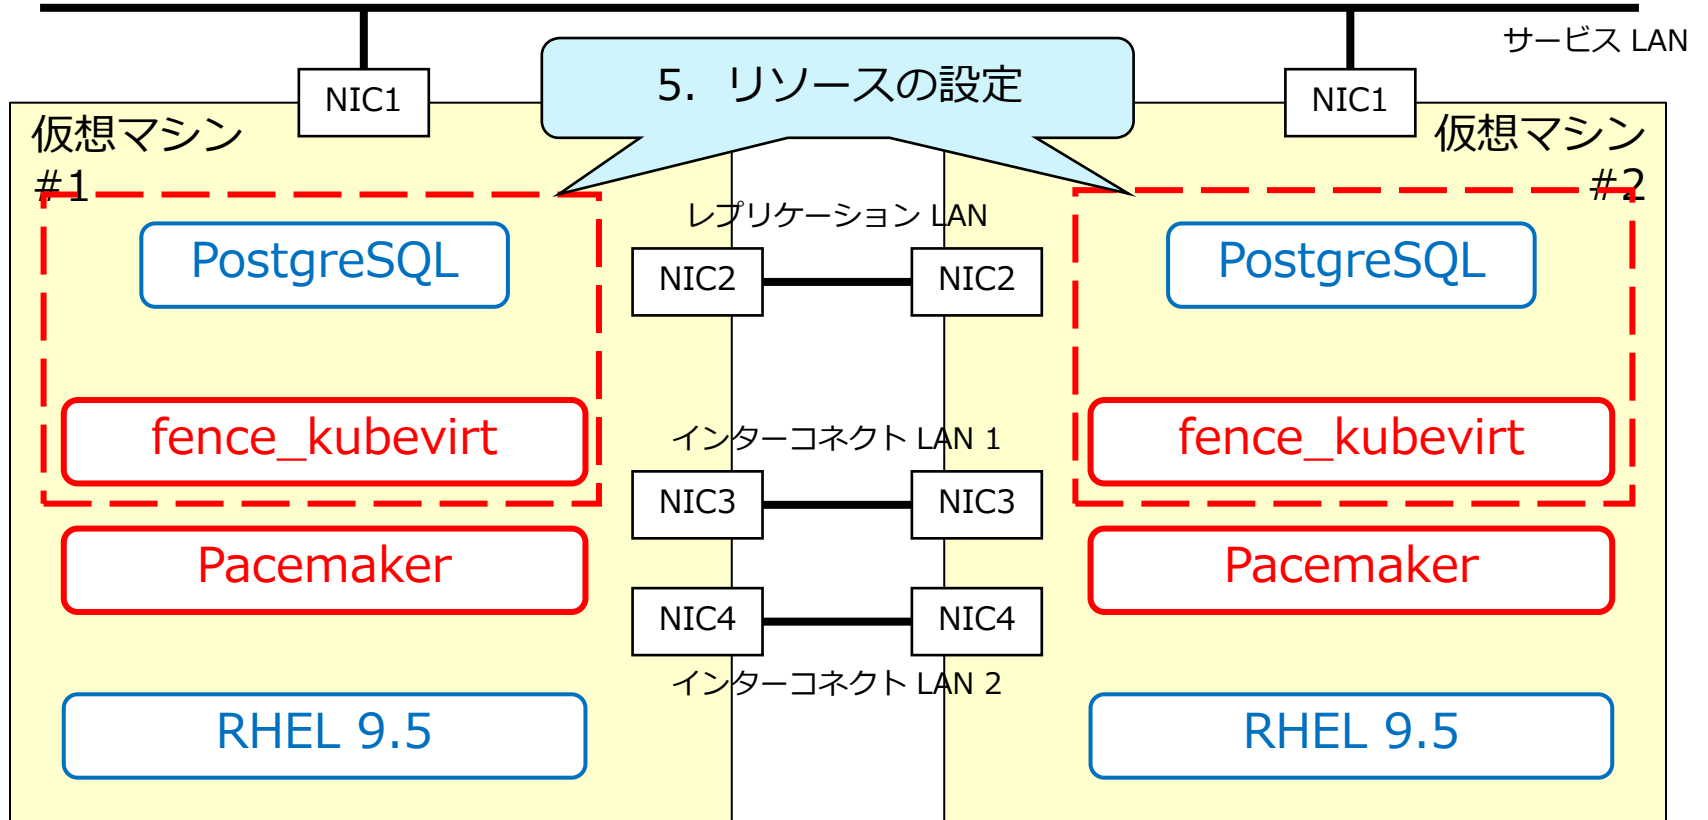 サービス LAN
5. リソースの設定
NIC1
NIC1
仮想マシン
#1
仮想マシン
#2
レプリケーション LAN
PostgreSQL
NIC2
NIC2
PostgreSQL
fence_kubevirt
インターコネクト LAN 1
fence_kubevirt
NIC3
NIC3
Pacemaker
Pacemaker
NIC4
NIC4
インターコネクト LAN 2
RHEL 9.5
RHEL 9.5